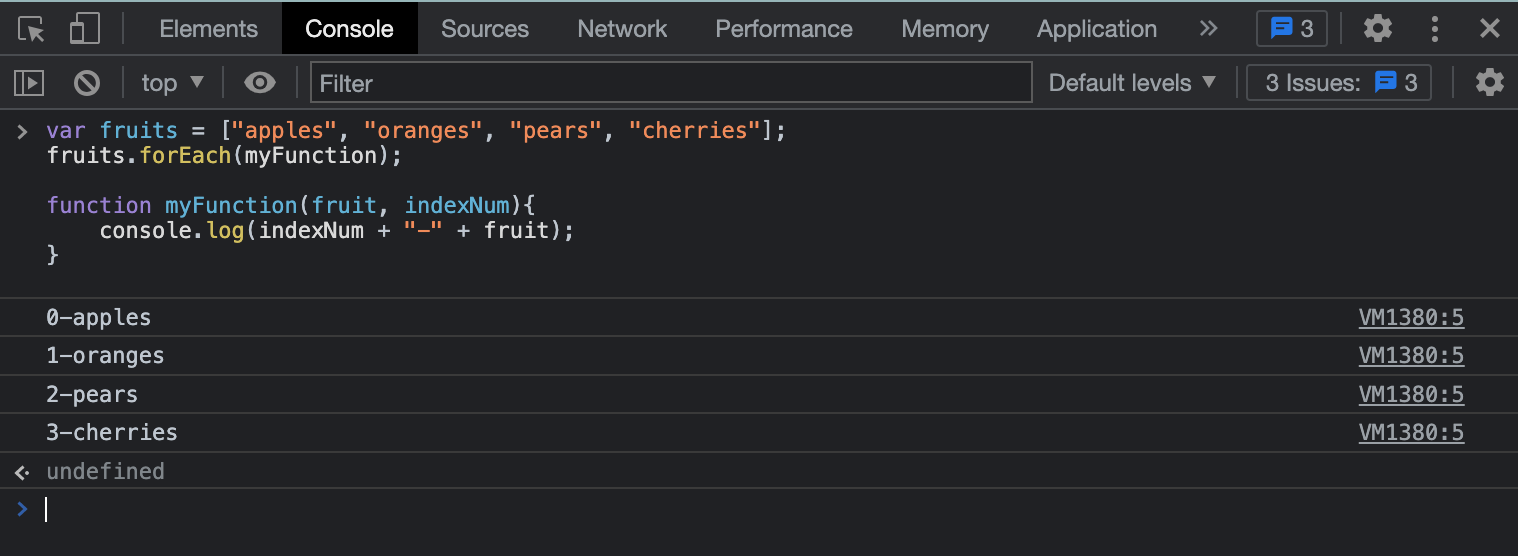 Elements Console Sources Network Performance Memory Application » 3
top ▼ Filter Default levels ▼ 3 Issues: 3
> var fruits = ["apples", "oranges", "pears", "cherries"];
fruits.forEach(myFunction);
function myFunction(fruit, indexNum){
    console.log(indexNum + "-" + fruit);
}
0-apples VM1380:5
1-oranges VM1380:5
2-pears VM1380:5
3-cherries VM1380:5
undefined
>